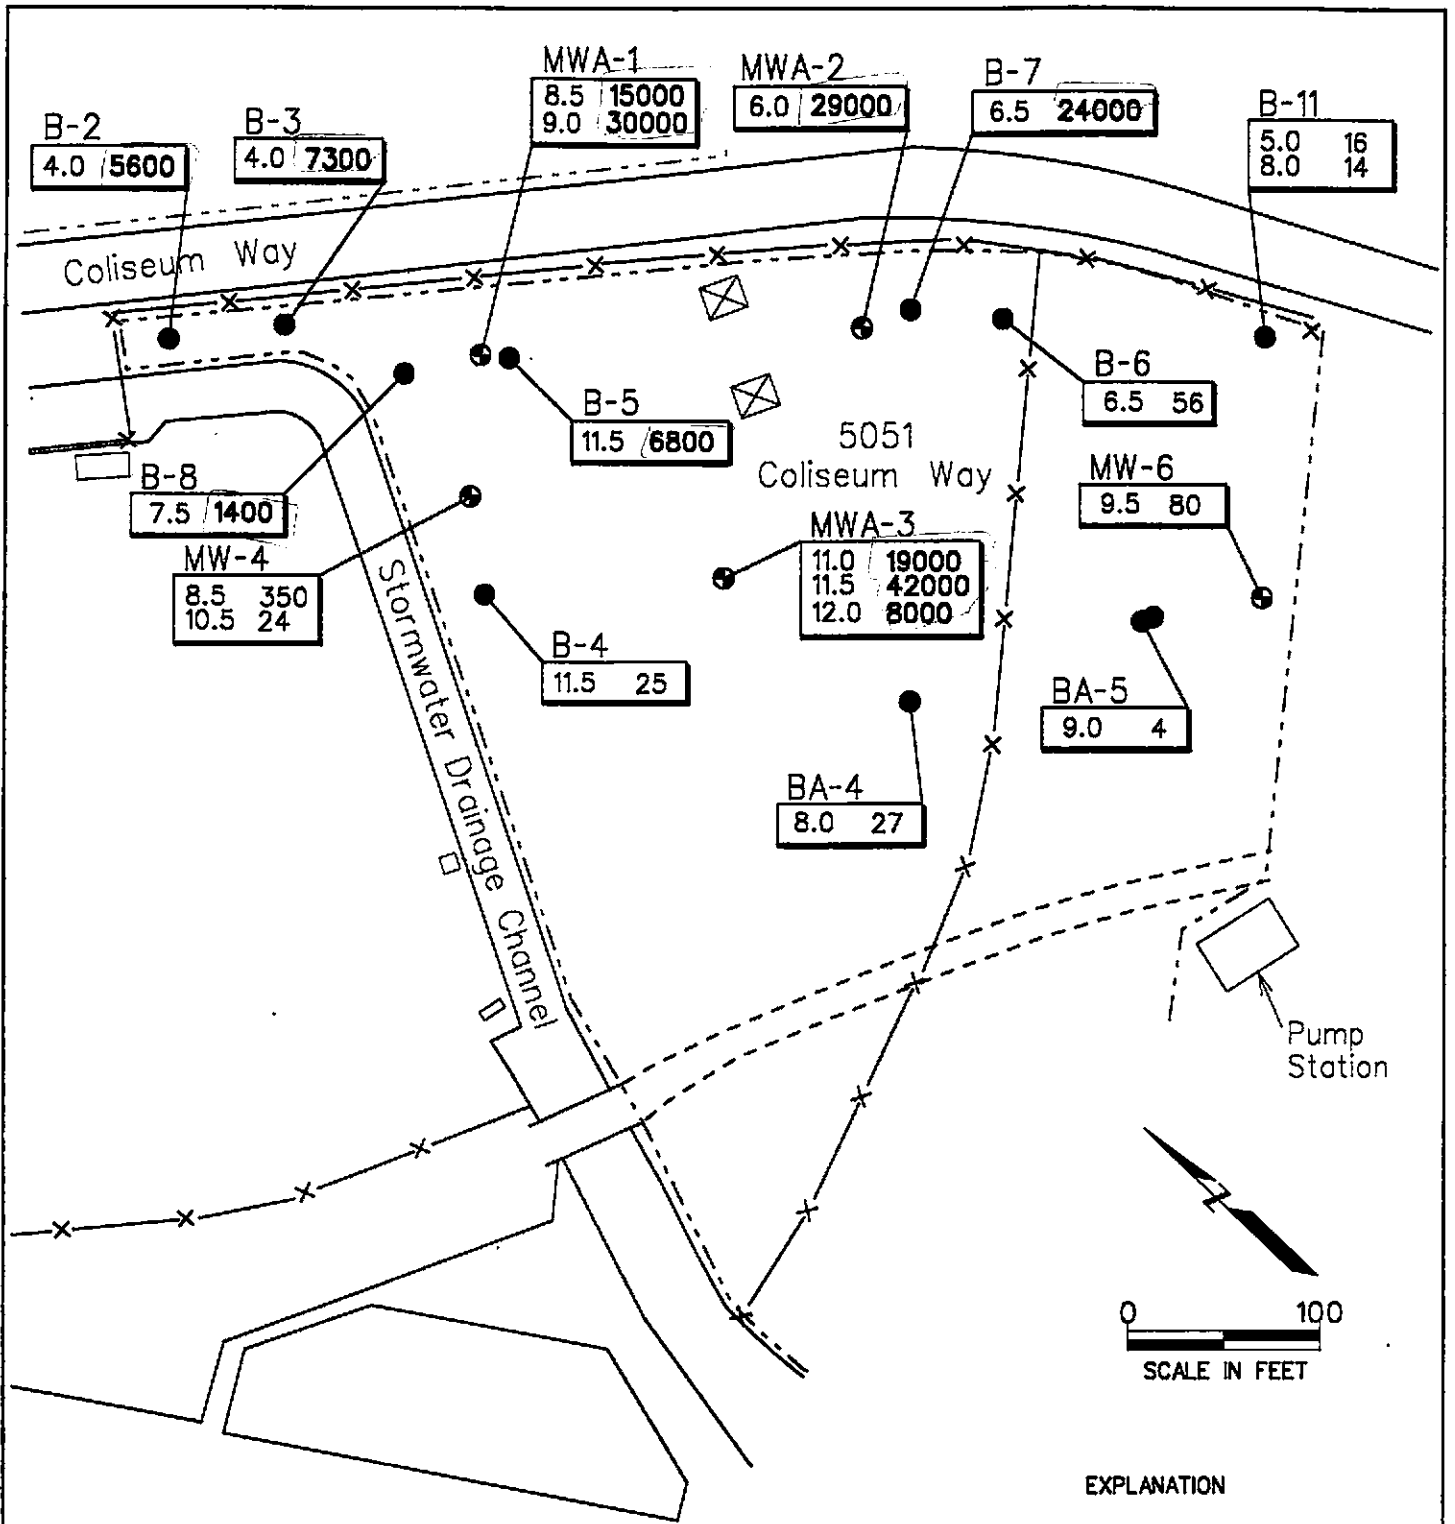 MWA-1
8.5 15000
9.0 30000
MWA-2
6.0 29000
B-7
6.5 24000
B-11
5.0 16
8.0 14
B-2
4.0 5600
B-3
4.0 7300
Coliseum Way
B-6
6.5 56
B-5
11.5 6800
5051
Coliseum Way
B-8
7.5 1400
MW-6
9.5 80
MWA-3
11.0 19000
11.5 42000
12.0 8000
MW-4
8.5 350
10.5 24
B-4
11.5 25
Stormwater Drainage Channel
BA-5
9.0 4
BA-4
8.0 27
Pump
Station
N
0 100
SCALE IN FEET
EXPLANATION